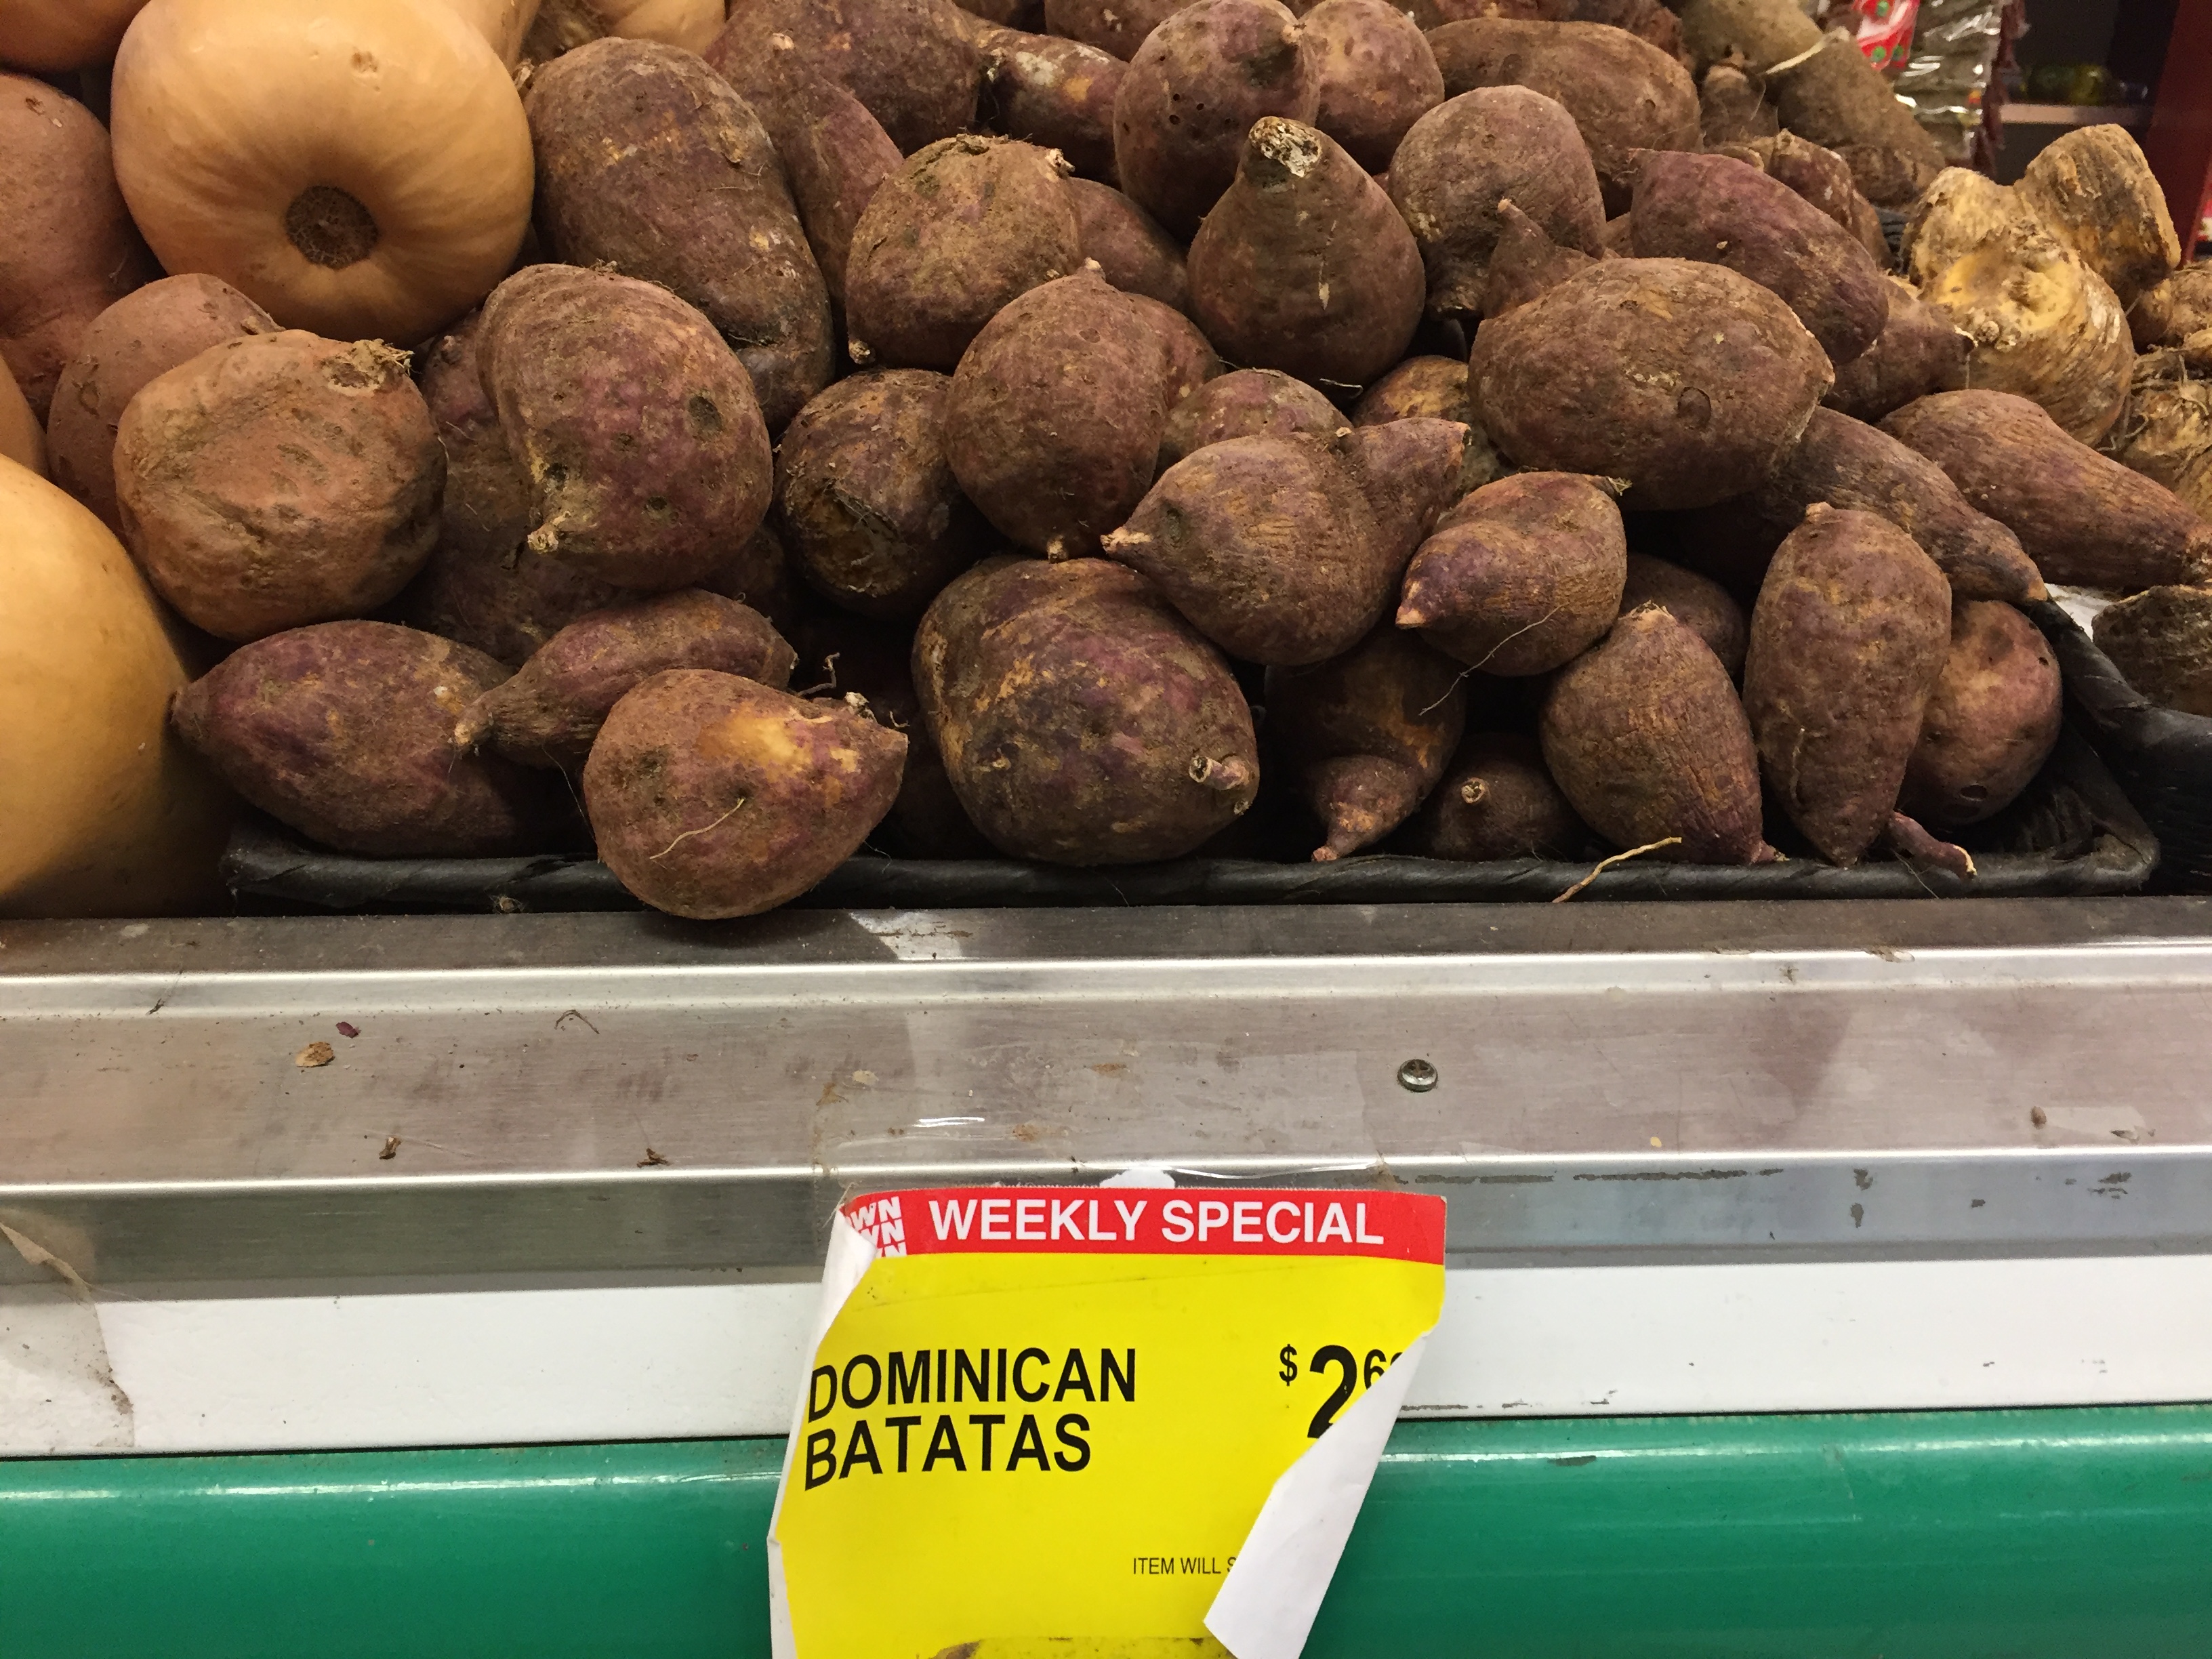 WEEKLY SPECIAL
DOMINICAN
BATATAS
$2
ITEM WILL